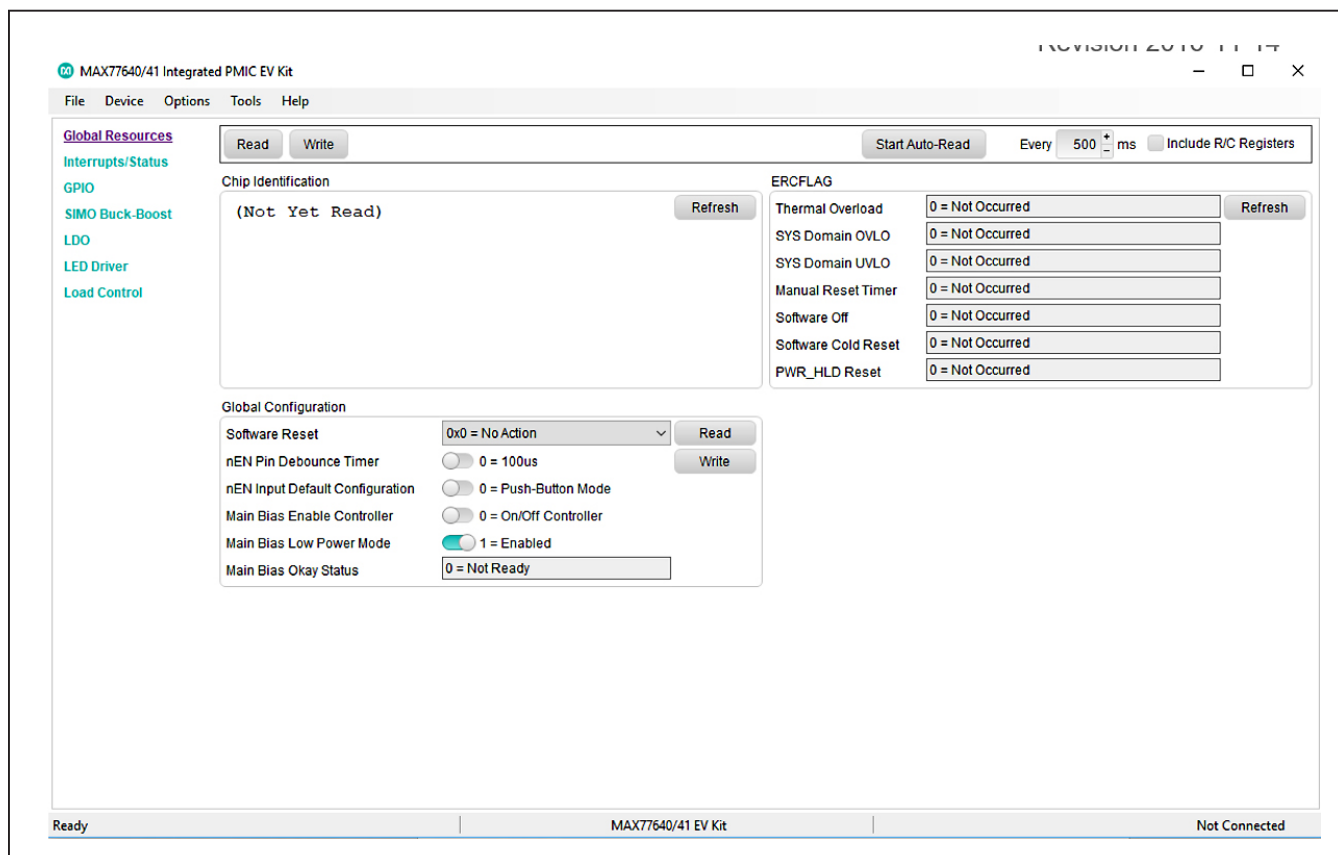 MAX77640/41 Integrated PMIC EV Kit
File Device Options Tools Help
Global Resources
Interrupts/Status
GPIO
SIMO Buck-Boost
LDO
LED Driver
Load Control
Read Write Start Auto-Read Every 500 ms Include R/C Registers
Chip Identification
(Not Yet Read) Refresh
ERCFLAG
Thermal Overload 0 = Not Occurred Refresh
SYS Domain OVLO 0 = Not Occurred
SYS Domain UVLO 0 = Not Occurred
Manual Reset Timer 0 = Not Occurred
Software Off 0 = Not Occurred
Software Cold Reset 0 = Not Occurred
PWR_HLD Reset 0 = Not Occurred
Global Configuration
Software Reset 0x0 = No Action Read
nEN Pin Debounce Timer 0 = 100us Write
nEN Input Default Configuration 0 = Push-Button Mode
Main Bias Enable Controller 0 = On/Off Controller
Main Bias Low Power Mode 1 = Enabled
Main Bias Okay Status 0 = Not Ready
Ready MAX77640/41 EV Kit Not Connected